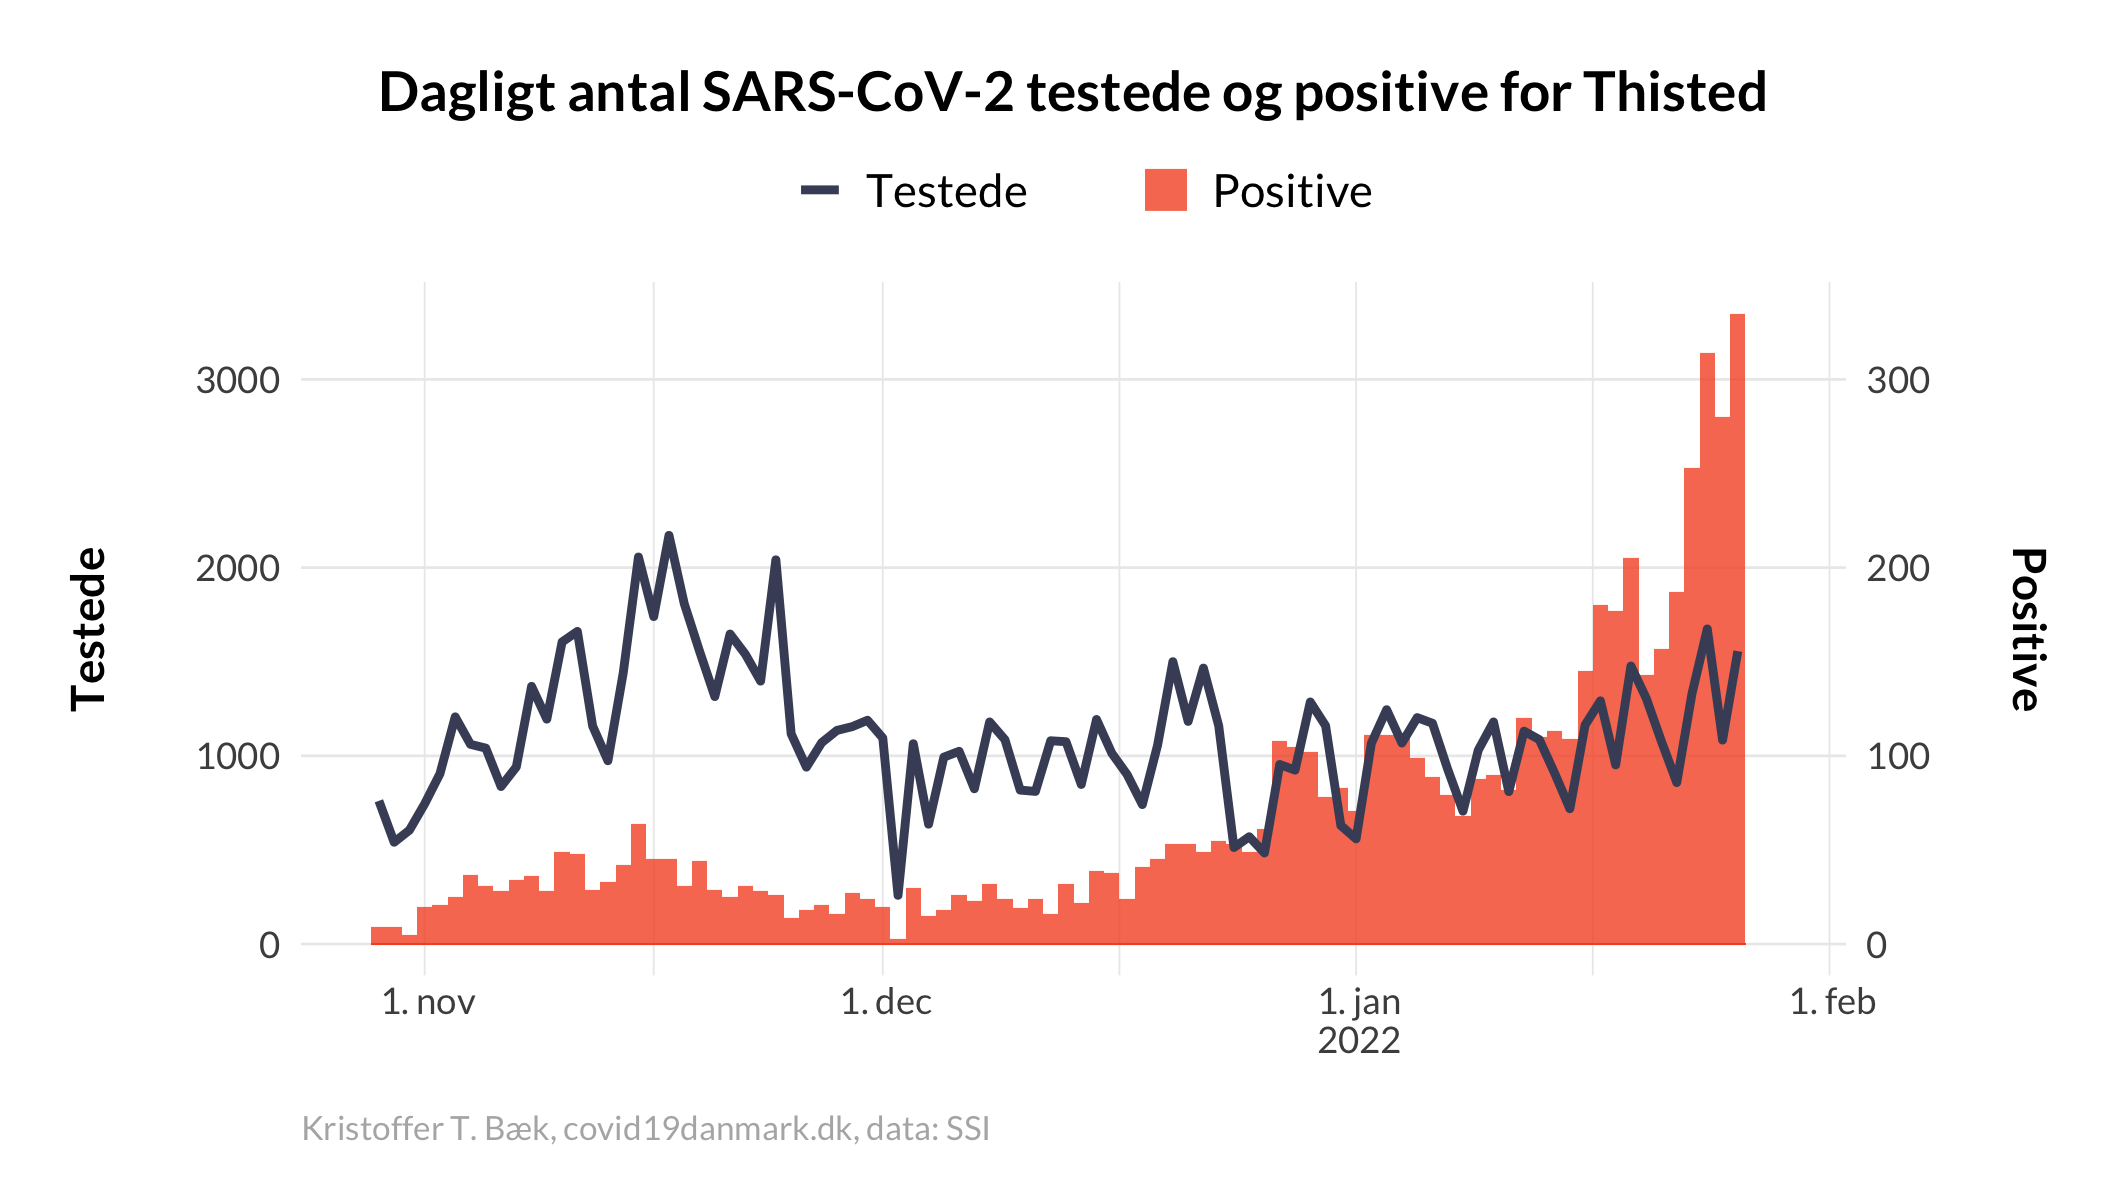 Dagligt antal SARS-CoV-2 testede og positive for Thisted
Testede
Positive
Testede
3000
2000
1000
0
300
200
100
0
Positive
1. nov
1. dec
1. jan
2022
1. feb
Kristoffer T. Bæk, covid19danmark.dk, data: SSI